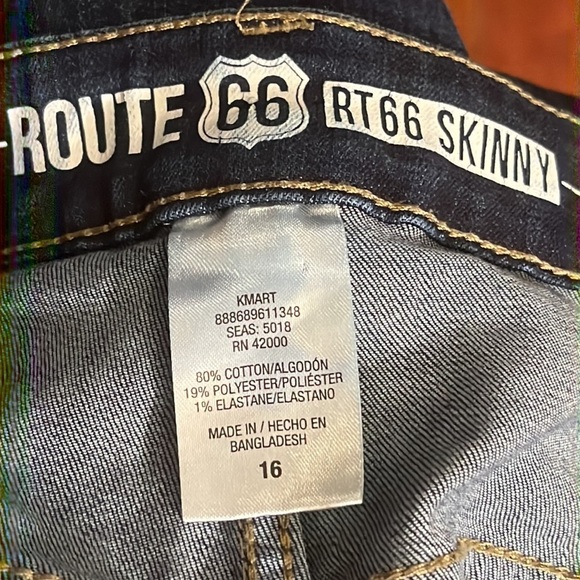 ROUTE 66 RT66 SKINNY
KMART
888689611348
SEAS: 5018
RN 42000
80% COTTON/ALGODÓN
19% POLYESTER/POLIÉSTER
1% ELASTANE/ELASTANO
MADE IN / HECHO EN
BANGLADESH
16